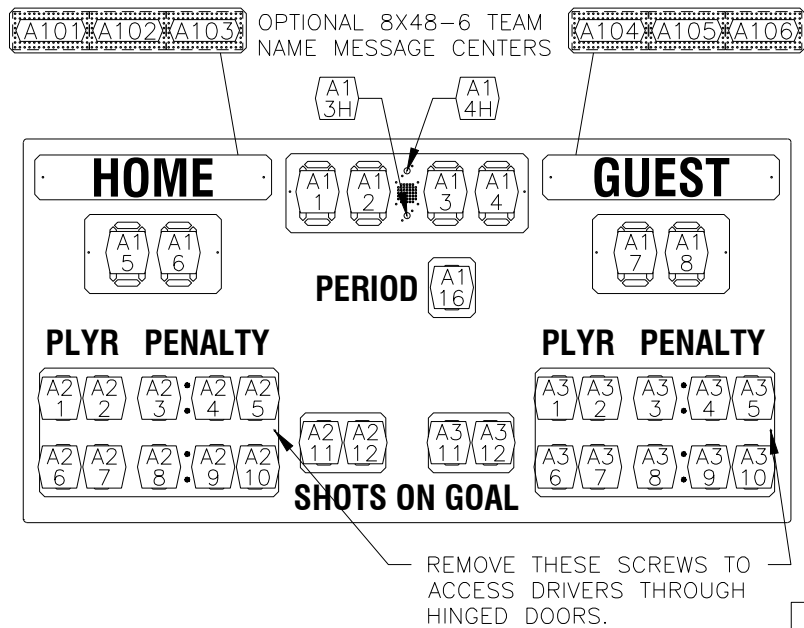 A101 A102 A103 OPTIONAL 8X48-6 TEAM A104 A105 A106
NAME MESSAGE CENTERS
A1 A1
3H 4H
HOME A1 A1 A1 A1 GUEST
1 2 3 4
A1 A1 A1 A1
5 6 7 8
PERIOD A1
16
PLYR PENALTY PLYR PENALTY
A2 A2 A2 : A2 A2 A3 A3 A3 : A3 A3
1 2 3 4 5 1 2 3 4 5
A2 A2 A3 A3
11 12 11 12
A2 A2 A2 : A2 A2 A3 A3 A3 : A3 A3
6 7 8 9 10 6 7 8 9 10
SHOTS ON GOAL
REMOVE THESE SCREWS TO
ACCESS DRIVERS THROUGH
HINGED DOORS.